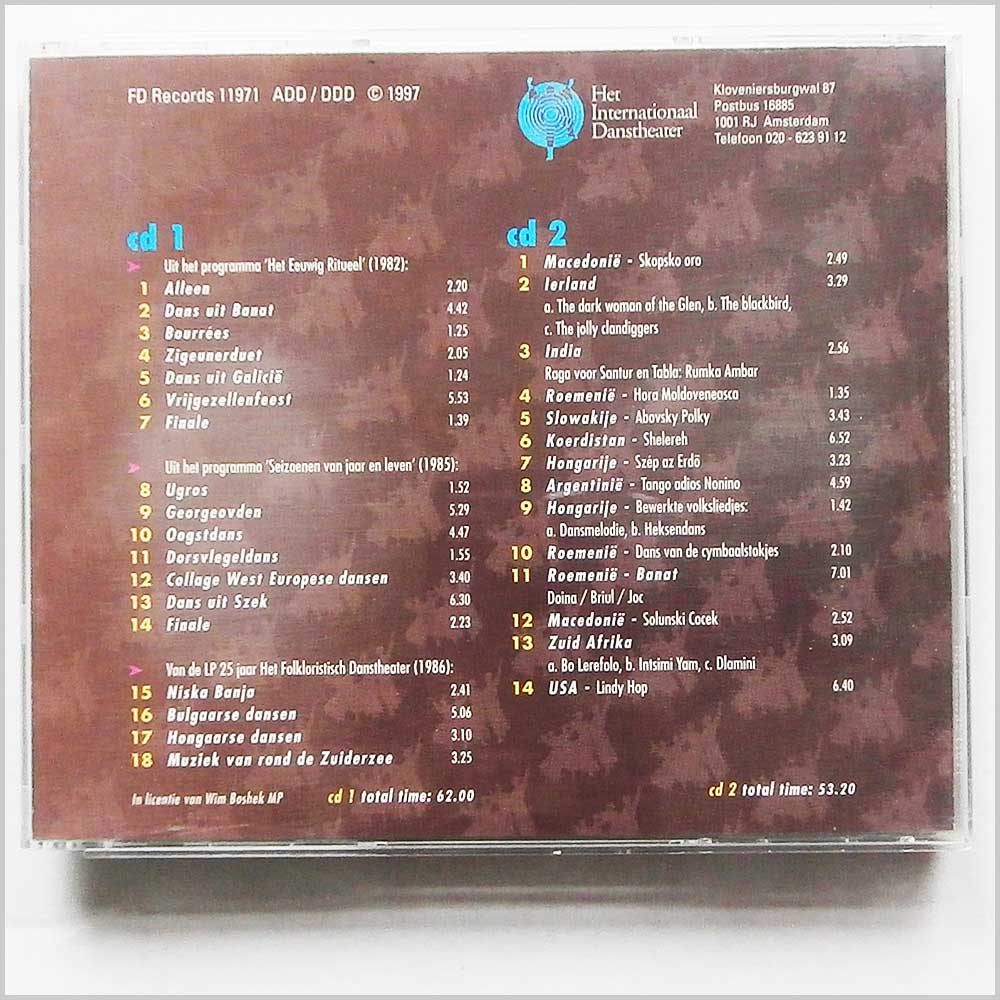 FD Records 11971 ADD / DDD © 1997
Het
Internationaal
Danstheater
Kloveniersburgwal 87
Postbus 16885
1001 RJ Amsterdam
Telefoon 020 - 623 91 12
cd 1
Uit het programma 'Het Eeuwig Ritueel' (1982):
1 Alleen 2.20
2 Dans uit Banat 4.42
3 Bourrées 1.25
4 Zigeunerduet 2.05
5 Dans uit Galicië 1.24
6 Vrijgezellenfeest 5.53
7 Finale 1.39
Uit het programma 'Seizoenen van jaar en leven' (1985):
8 Ugros 1.52
9 Georgeovden 5.29
10 Oogstdans 4.47
11 Dorsvlegeldans 1.55
12 Collage West Europese dansen 3.40
13 Dans uit Szek 6.30
14 Finale 2.23
Van de LP 25 jaar Het Folkloristisch Danstheater (1986):
15 Niska Banja 2.41
16 Bulgaarse dansen 5.06
17 Hongaarse dansen 3.10
18 Muziek van rond de Zuiderzee 3.25
In licentie van Wim Boshek MP cd 1 total time: 62.00
cd 2
1 Macedonië - Skopsko oro 2.49
2 Ierland 3.29
a. The dark woman of the Glen, b. The blackbird,
c. The jolly clandiggers
3 India 2.56
Raga voor Santur en Tabla: Rumka Ambar
4 Roemenië - Hora Moldoveneasca 1.35
5 Slowakije - Abovsky Polky 3.43
6 Koerdistan - Shelereh 6.52
7 Hongarije - Szép az Erdö 3.23
8 Argentinië - Tango adios Nonino 4.59
9 Hongarije - Bewerkte volksliedjes: 1.42
a. Dansmelodie, b. Heksendans
10 Roemenië - Dans van de cymbaalstokjes 2.10
11 Roemenië - Banat 7.01
Doina / Briul / Joc
12 Macedonië - Solunski Cocek 2.52
13 Zuid Afrika 3.09
a. Bo Lerefolo, b. Intsimi Yam, c. Dlamini
14 USA - Lindy Hop 6.40
cd 2 total time: 53.20